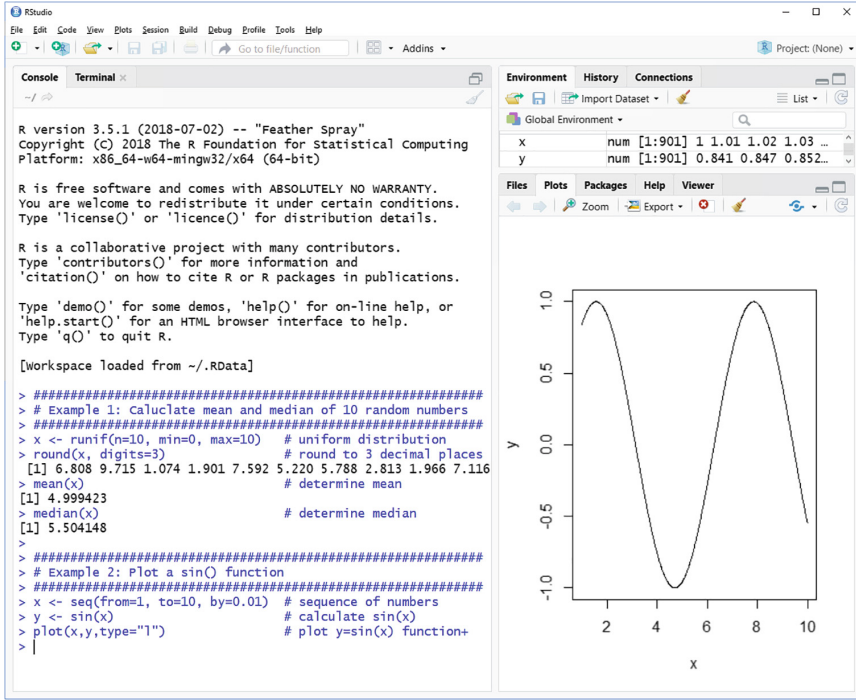 RStudio
File Edit Code View Plots Session Build Debug Profile Tools Help
Go to file/function Addins Project: (None)
Console Terminal
~/
R version 3.5.1 (2018-07-02) -- "Feather Spray"
Copyright (C) 2018 The R Foundation for Statistical Computing
Platform: x86_64-w64-mingw32/x64 (64-bit)
R is free software and comes with ABSOLUTELY NO WARRANTY.
You are welcome to redistribute it under certain conditions.
Type 'license()' or 'licence()' for distribution details.
R is a collaborative project with many contributors.
Type 'contributors()' for more information and
'citation()' on how to cite R or R packages in publications.
Type 'demo()' for some demos, 'help()' for on-line help, or
'help.start()' for an HTML browser interface to help.
Type 'q()' to quit R.
[Workspace loaded from ~/.RData]
> ############################################################
> # Example 1: Caluclate mean and median of 10 random numbers
> ############################################################
> x <- runif(n=10, min=0, max=10) # uniform distribution
> round(x, digits=3) # round to 3 decimal places
[1] 6.808 9.715 1.074 1.901 7.592 5.220 5.788 2.813 1.966 7.116
> mean(x) # determine mean
[1] 4.999423
> median(x) # determine median
[1] 5.504148
>
> ############################################################
> # Example 2: Plot a sin() function
> ############################################################
> x <- seq(from=1, to=10, by=0.01) # sequence of numbers
> y <- sin(x) # calculate sin(x)
> plot(x,y,type="l") # plot y=sin(x) function+
>
Environment History Connections
Import Dataset List
Global Environment
x num [1:901] 1 1.01 1.02 1.03 ...
y num [1:901] 0.841 0.847 0.852...
Files Plots Packages Help Viewer
Zoom Export
1.0
0.5
0.0
-0.5
-1.0
y
2 4 6 8 10
x